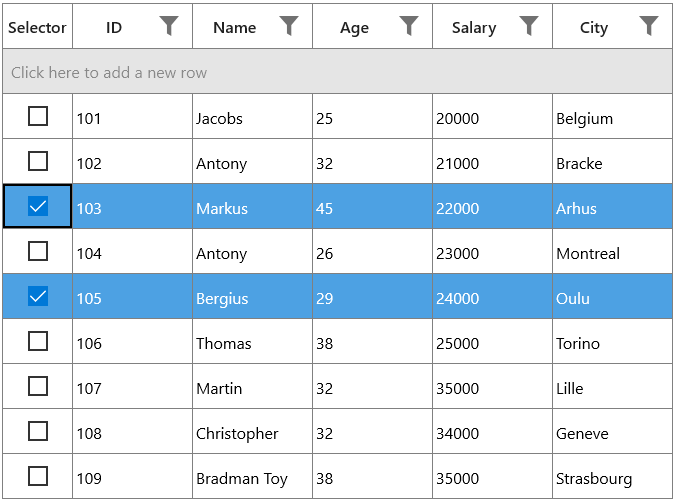 Selector ID Name Age Salary City
Click here to add a new row
101 Jacobs 25 20000 Belgium
102 Antony 32 21000 Bracke
103 Markus 45 22000 Arhus
104 Antony 26 23000 Montreal
105 Bergius 29 24000 Oulu
106 Thomas 38 25000 Torino
107 Martin 32 35000 Lille
108 Christopher 32 34000 Geneve
109 Bradman Toy 38 35000 Strasbourg